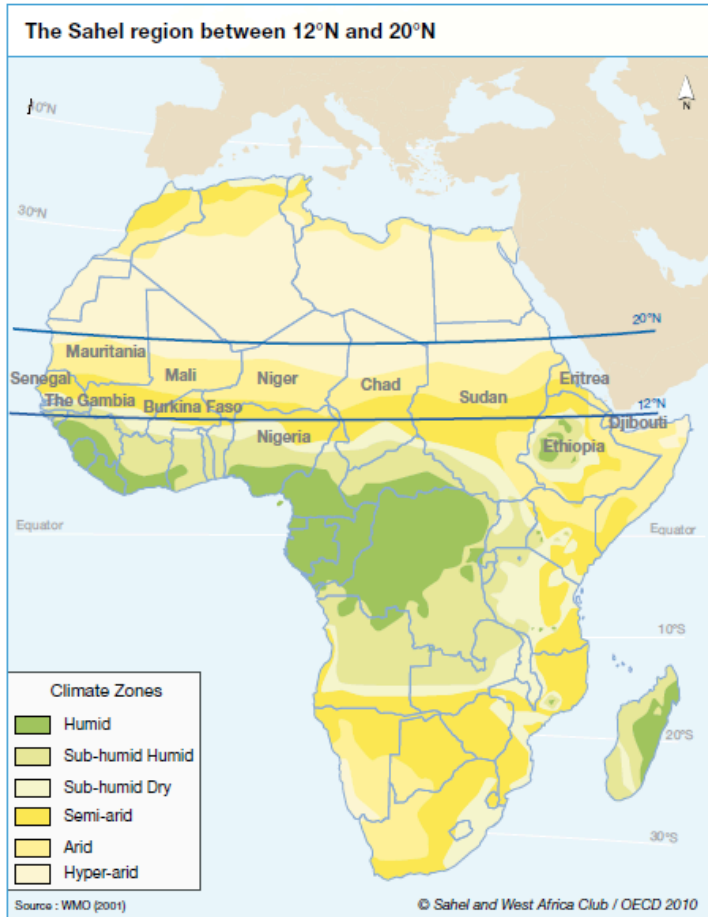 The Sahel region between 12°N and 20°N
N
40°N
30°N
20°N
Mauritania
Mali
Niger
Chad
Sudan
Eritrea
Senegal
The Gambia
Burkina Faso
12°N
Djibouti
Nigeria
Ethiopia
Equator
Equator
10°S
20°S
30°S
Climate Zones
Humid
Sub-humid Humid
Sub-humid Dry
Semi-arid
Arid
Hyper-arid
Source : WMO (2001)
© Sahel and West Africa Club / OECD 2010